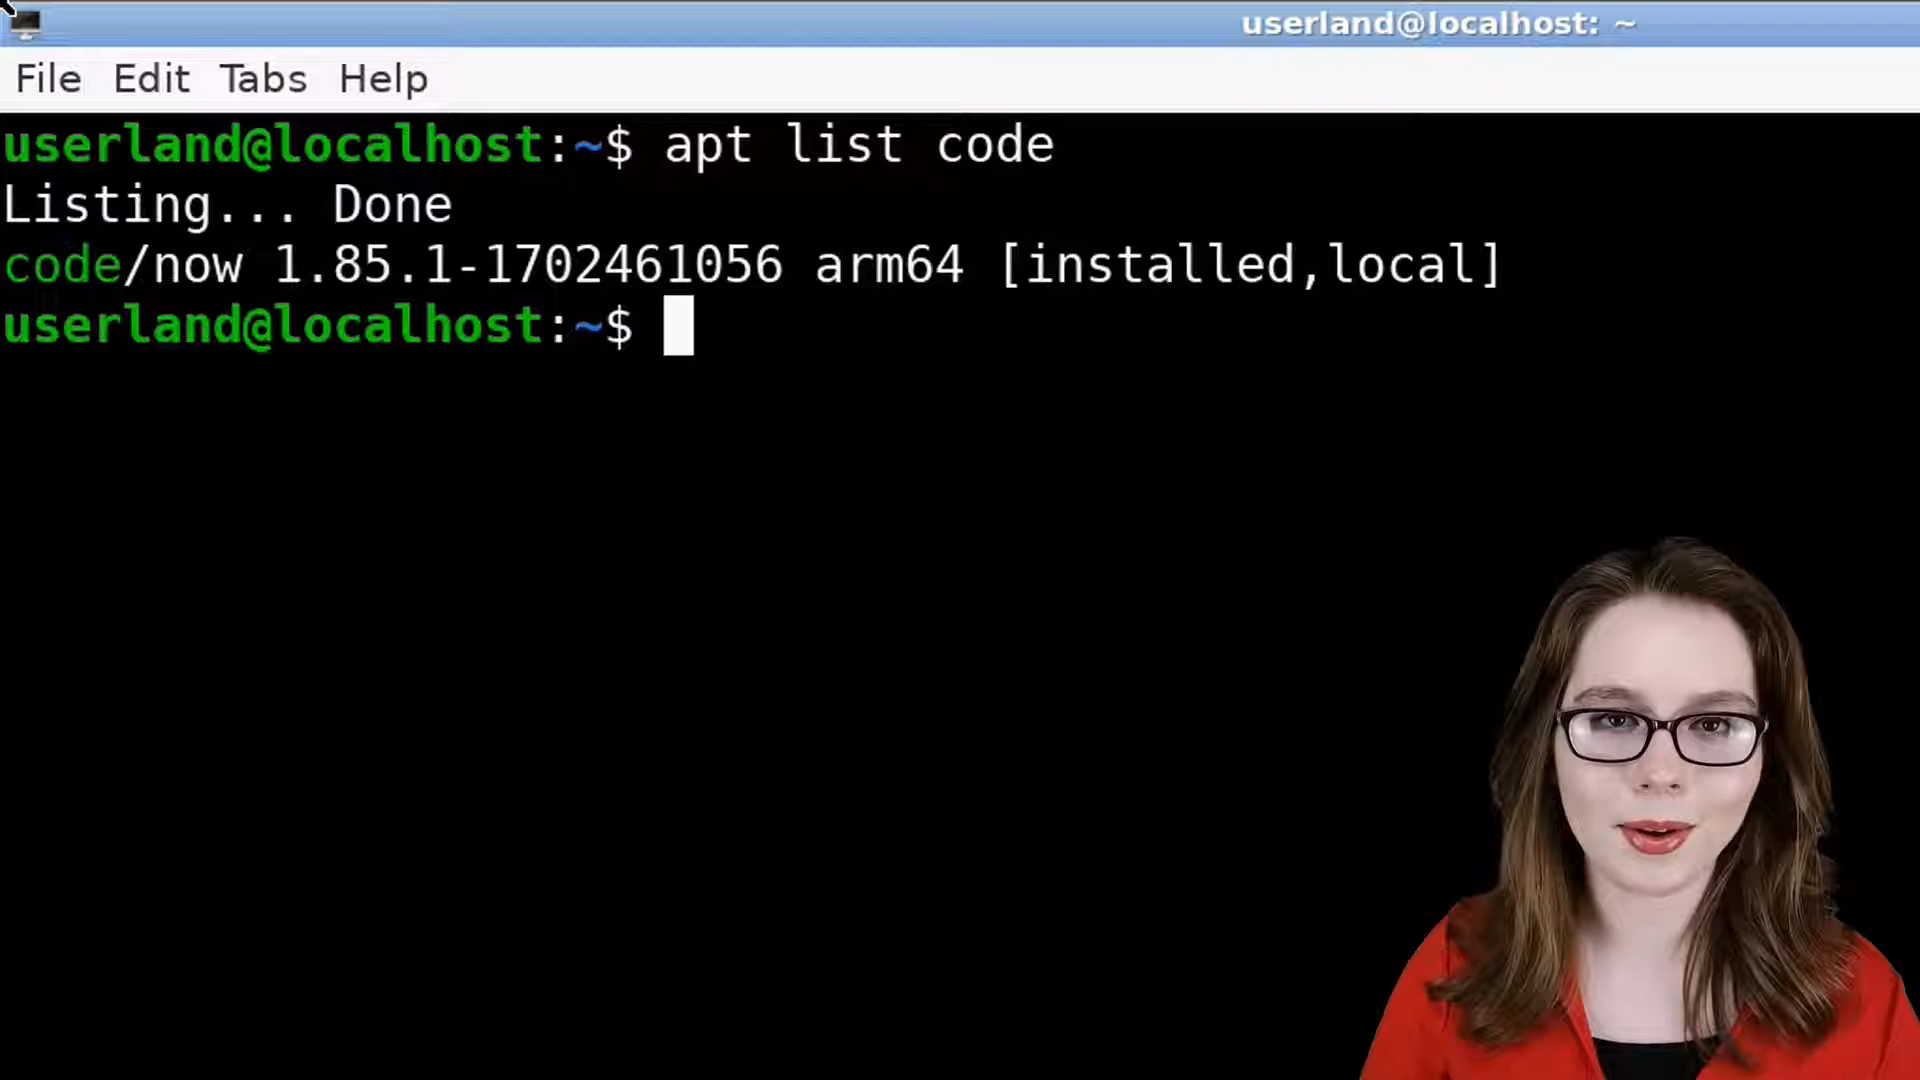 userland@localhost: ~
File Edit Tabs Help
userland@localhost:~$ apt list code
Listing... Done
code/now 1.85.1-1702461056 arm64 [installed,local]
userland@localhost:~$